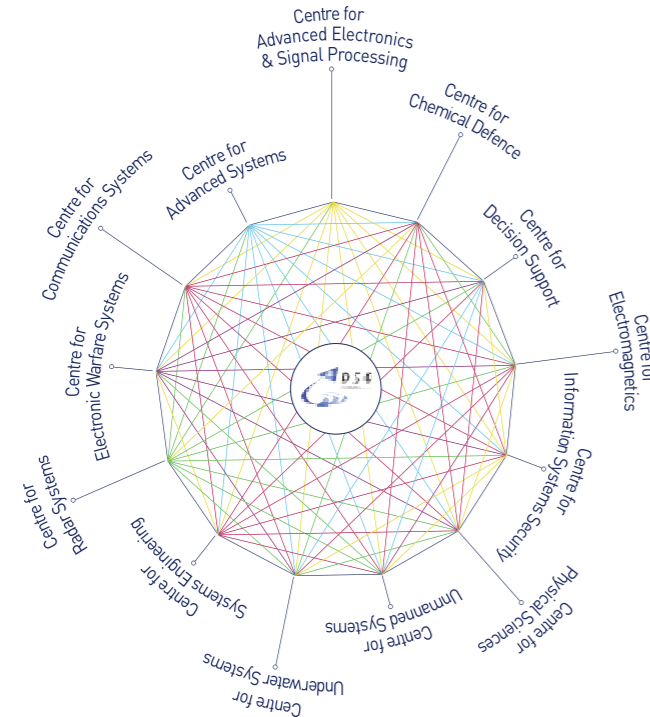 Centre for
Advanced Electronics
& Signal Processing
Centre for
Chemical Defence
Centre for
Decision Support
Centre for
Electromagnetics
Centre for
Information Systems Security
Centre for
Physical Sciences
Centre for
Unmanned Systems
Centre for
Underwater Systems
Centre for
Systems Engineering
Centre for
Radar Systems
Centre for
Electronic Warfare Systems
Centre for
Communications Systems
Centre for
Advanced Systems